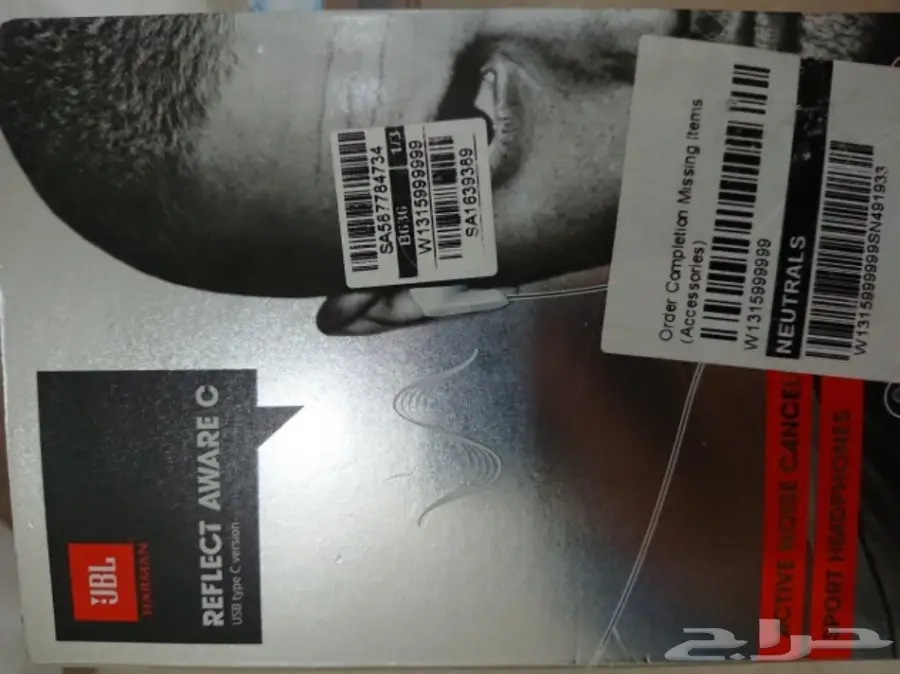 JBL
HARMAN
REFLECT AWARE C
USB type C version
SA587784734
BG3G 1/3
W1315999999
SA1639389
Order Completion Missing Items
(Accessories)
W1315999999
NEUTRALS
W1315999999SN491933
ACTIVE NOISE CANCEL
SPORT HEADPHONES
حراج